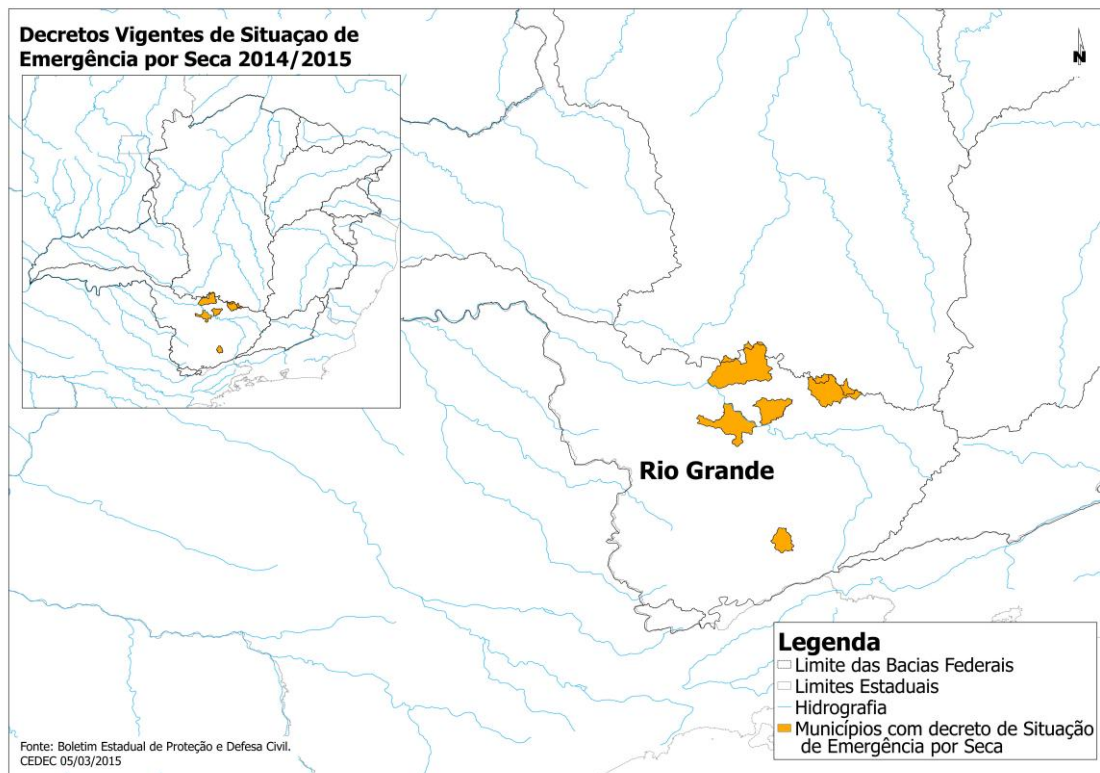 Decretos Vigentes de Situaçao de
Emergência por Seca 2014/2015
N
Rio Grande
Legenda
Limite das Bacias Federais
Limites Estaduais
Hidrografia
Municípios com decreto de Situação
de Emergência por Seca
Fonte: Boletim Estadual de Proteção e Defesa Civil.
CEDEC 05/03/2015